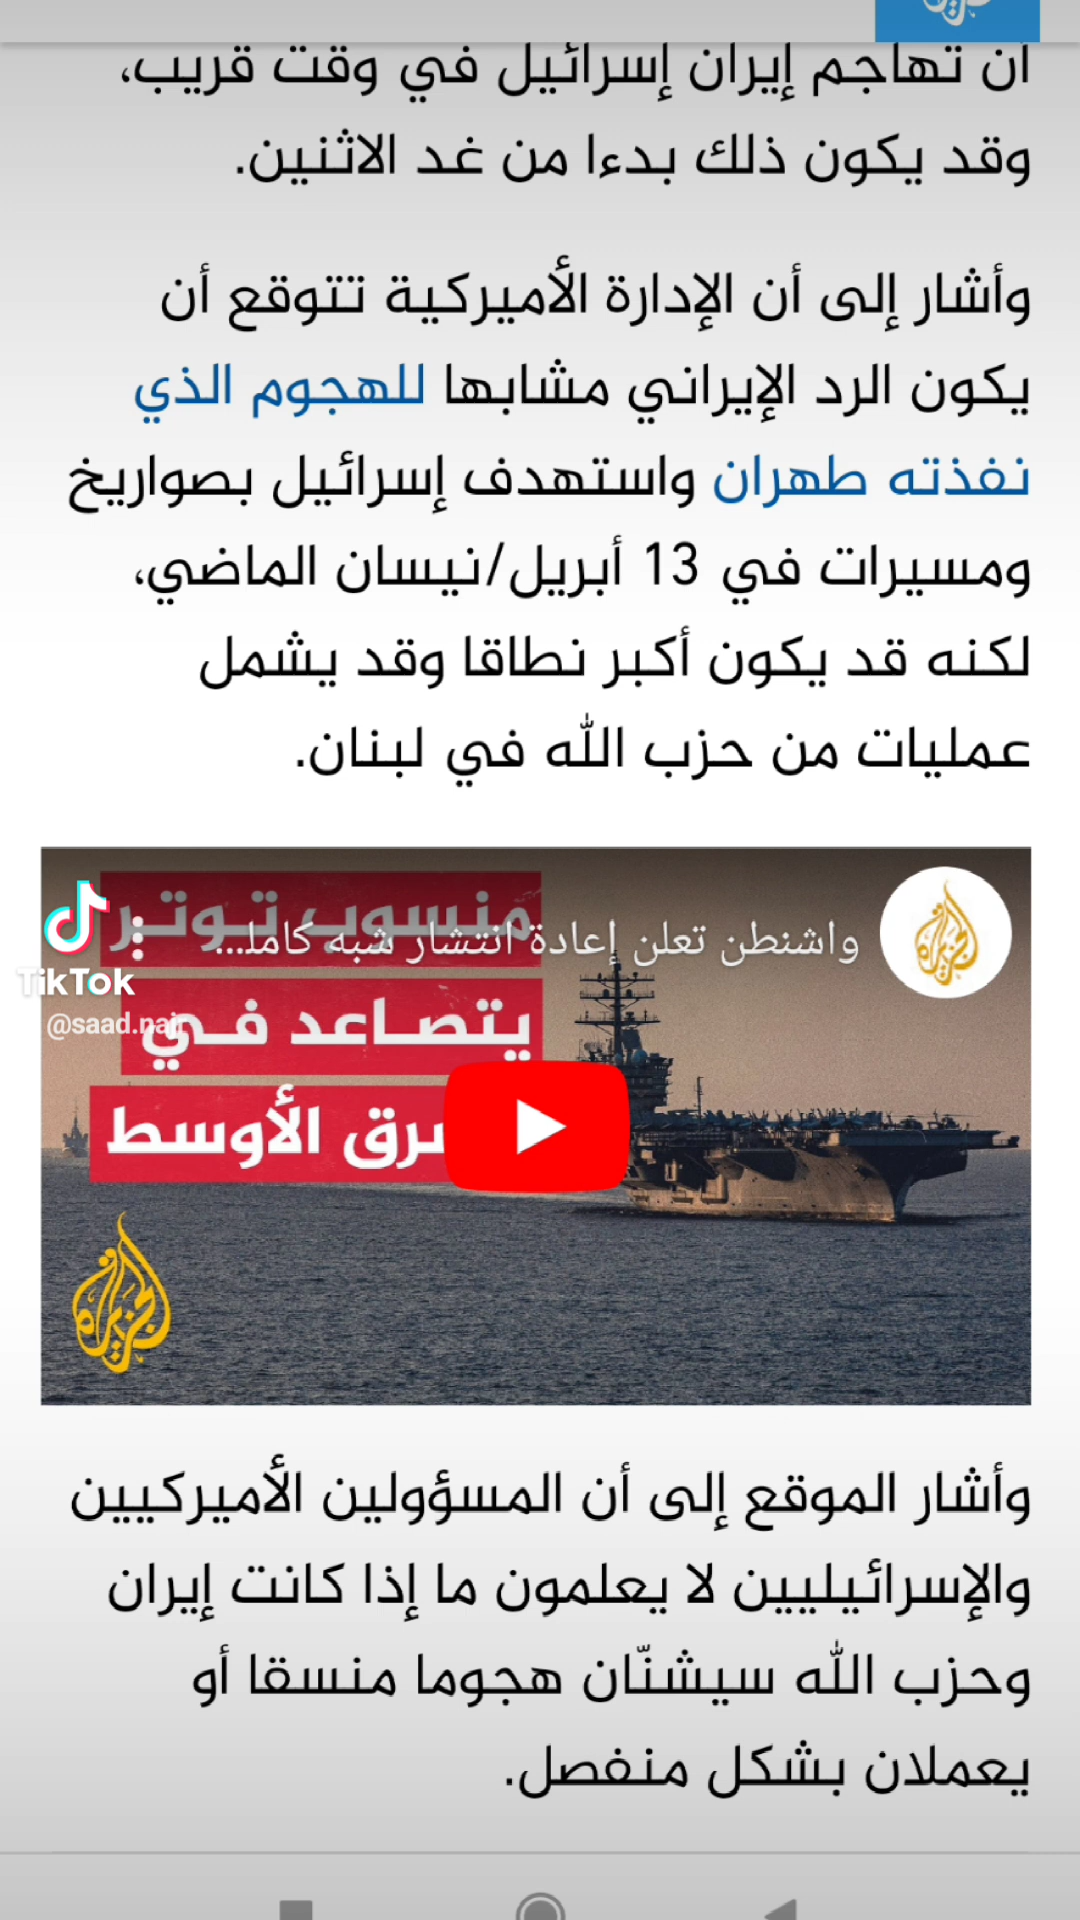 أن تهاجم إيران إسرائيل في وقت قريب،
وقد يكون ذلك بدءا من غد الاثنين.
وأشار إلى أن الإدارة الأميركية تتوقع أن
يكون الرد الإيراني مشابها للهجوم الذي
نفذته طهران واستهدف إسرائيل بصواريخ
ومسيرات في 13 أبريل/نيسان الماضي،
لكنه قد يكون أكبر نطاقا وقد يشمل
عمليات من حزب الله في لبنان.
واشنطن تعلن إعادة انتشار شبه كاملـ...
منسوب توتر
يتصاعد في
الأوسط
الجزيرة
TikTok
وأشار الموقع إلى أن المسؤولين الأميركيين
والإسرائيليين لا يعلمون ما إذا كانت إيران
وحزب الله سيشنّان هجوما منسقا أو
يعملان بشكل منفصل.